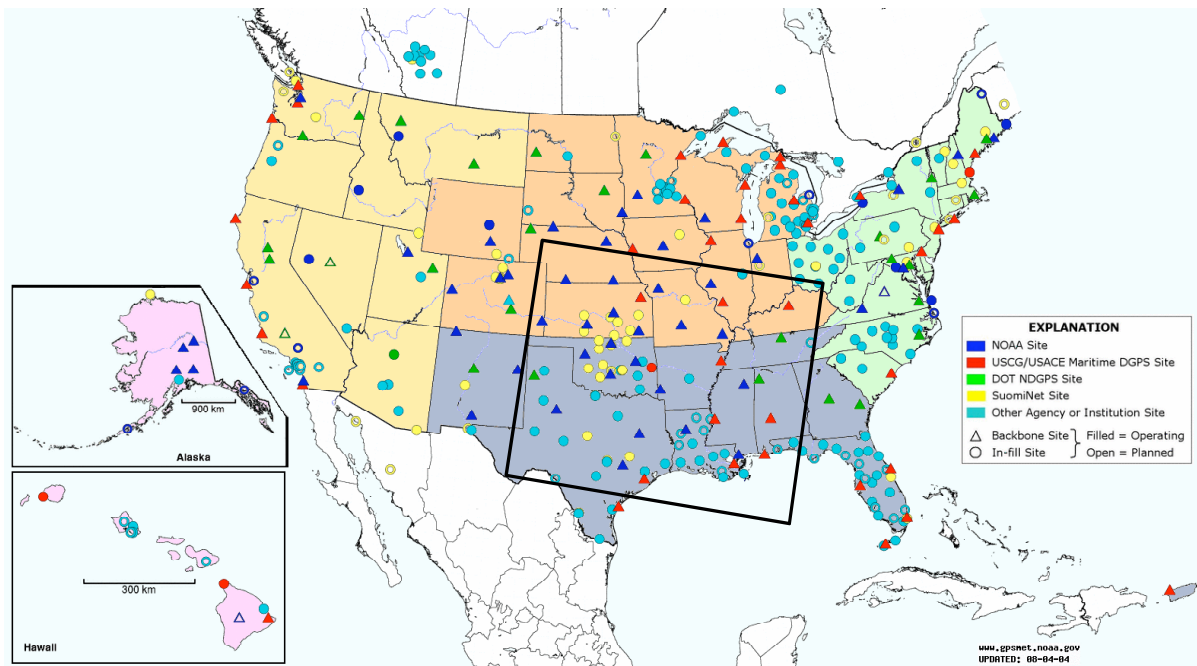 EXPLANATION
NOAA Site
USCG/USACE Maritime DGPS Site
DOT NDGPS Site
SuomiNet Site
Other Agency or Institution Site
Backbone Site
In-fill Site
Filled = Operating
Open = Planned
900 km
Alaska
300 km
Hawaii
www.gpsmet.noaa.gov
UPDATED: 08-04-04